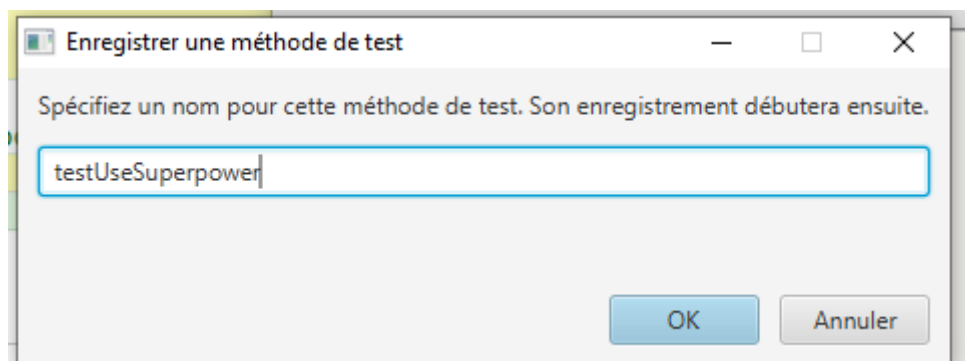 Enregistrer une méthode de test
Spécifiez un nom pour cette méthode de test. Son enregistrement débutera ensuite.
testUseSuperpower
OK
Annuler